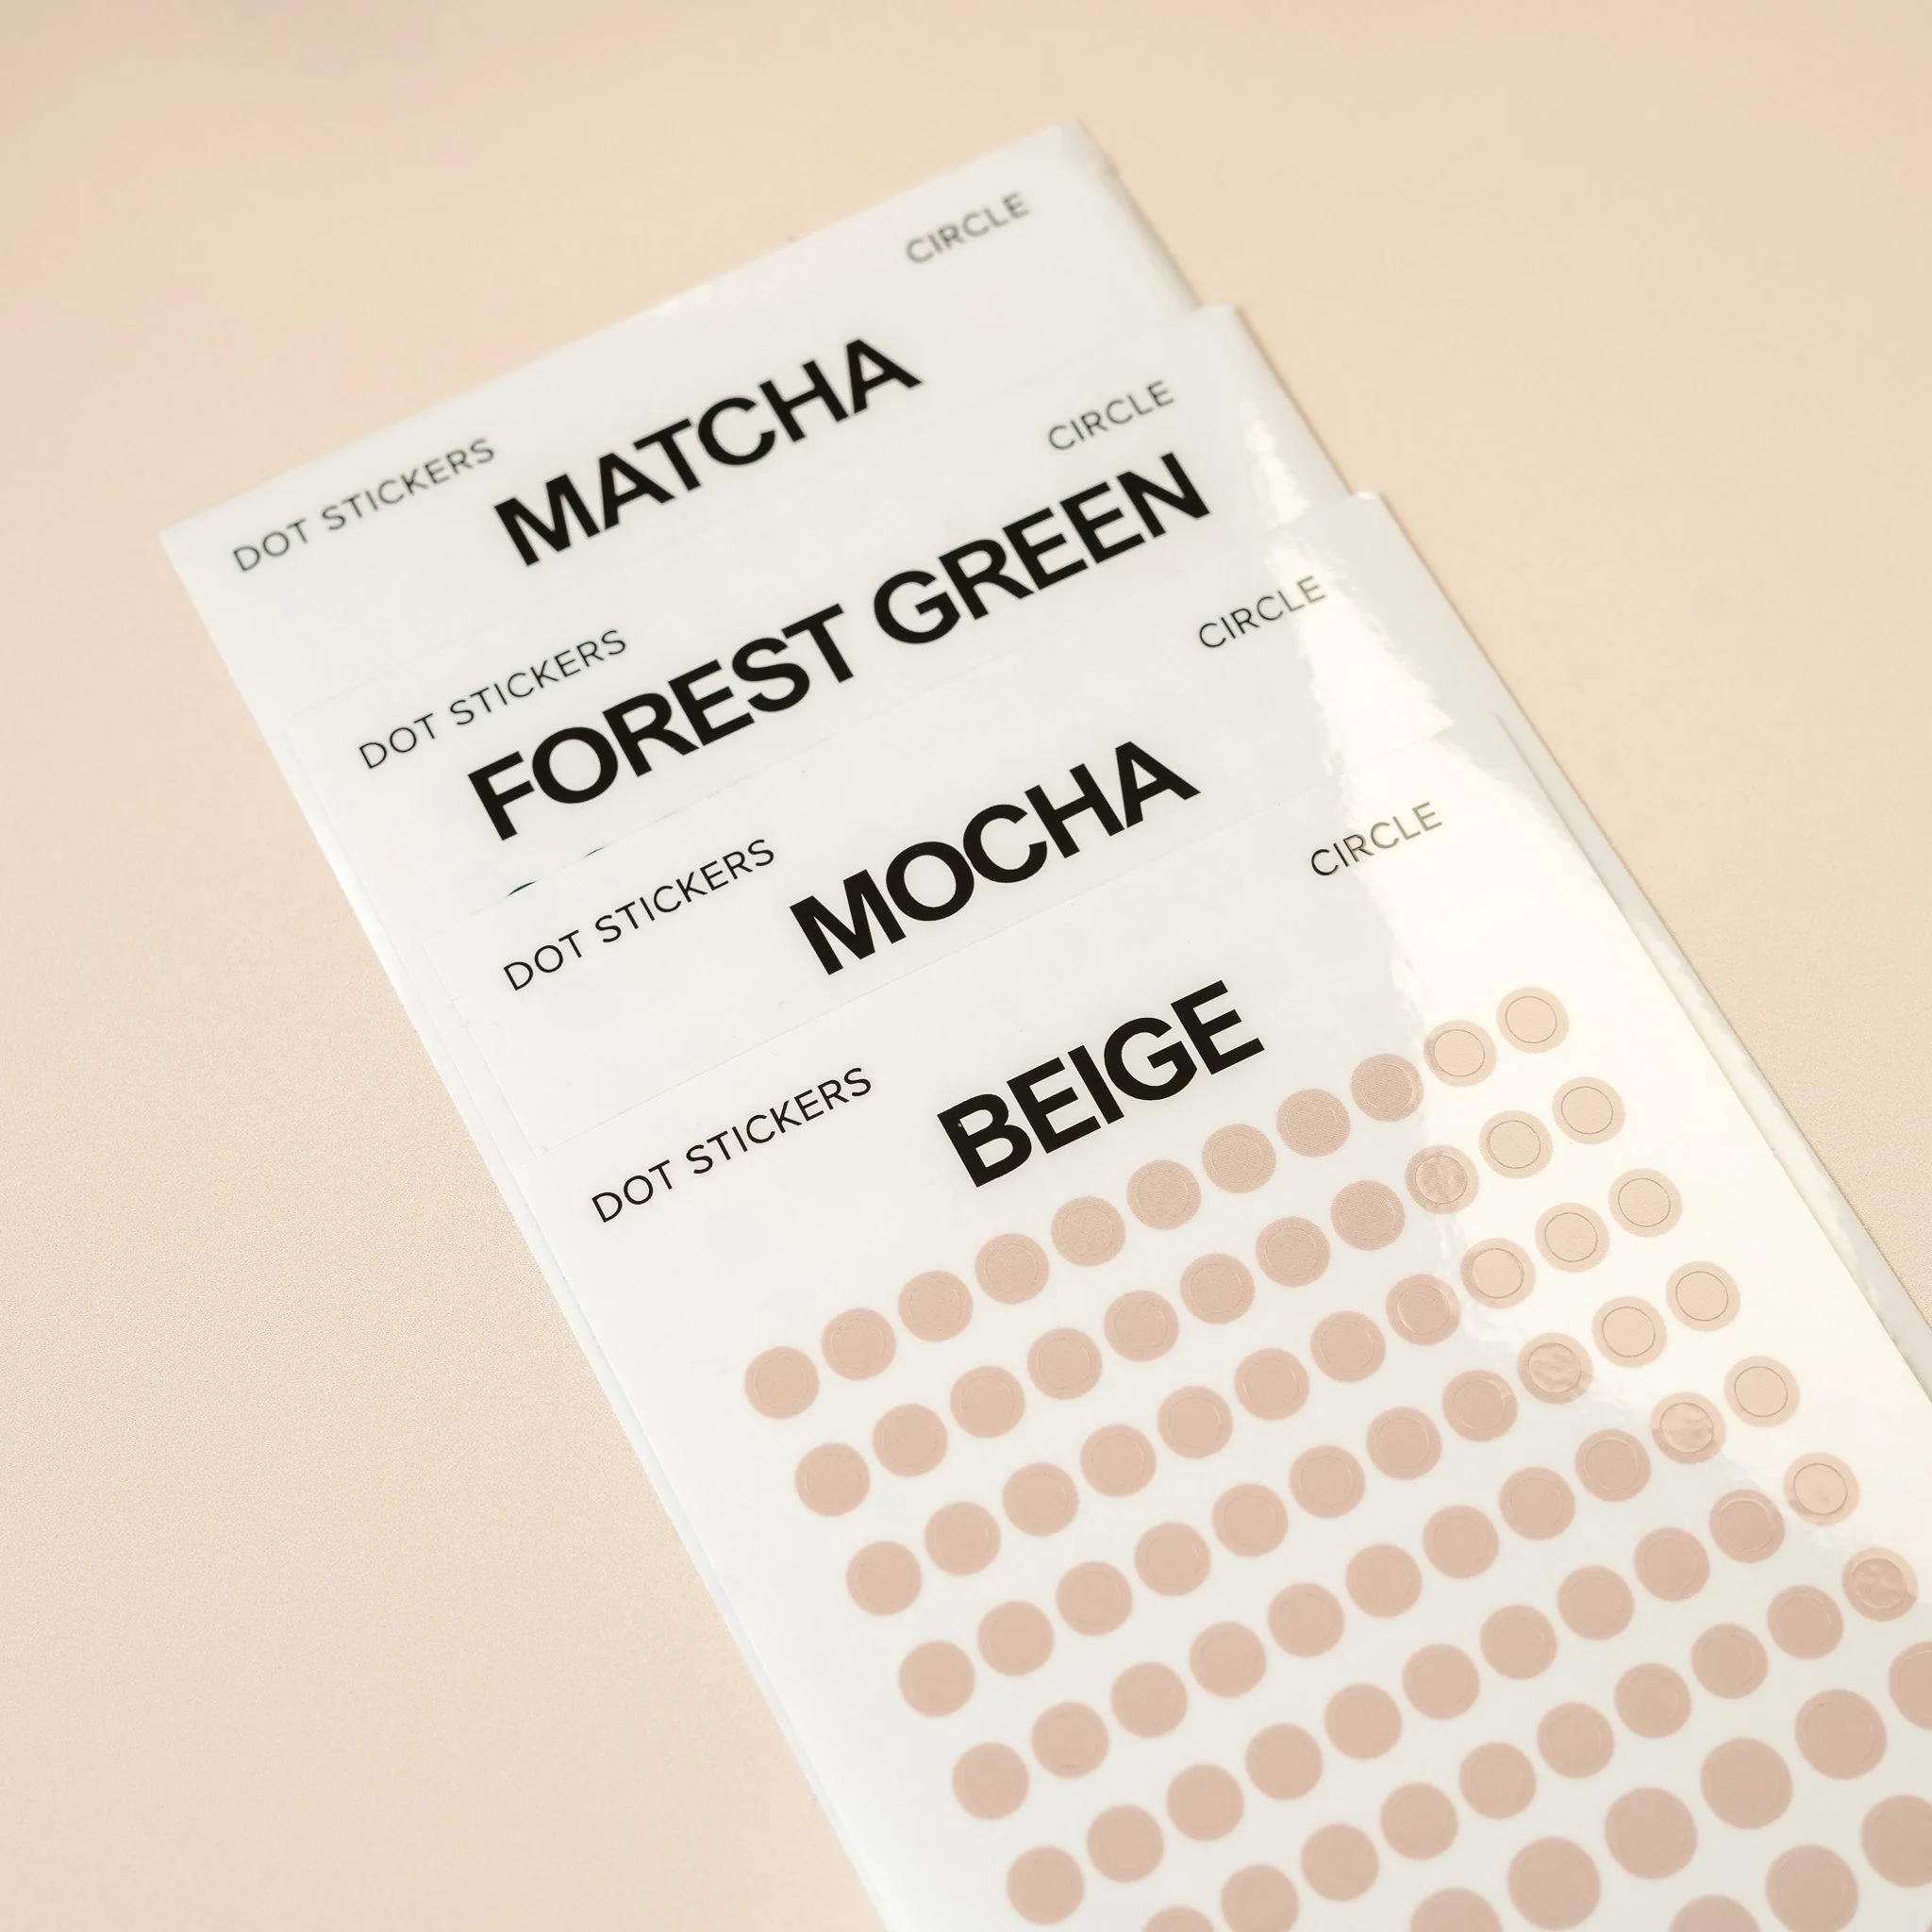 DOT STICKERS
CIRCLE
MATCHA
DOT STICKERS
CIRCLE
FOREST GREEN
DOT STICKERS
CIRCLE
MOCHA
DOT STICKERS
CIRCLE
BEIGE